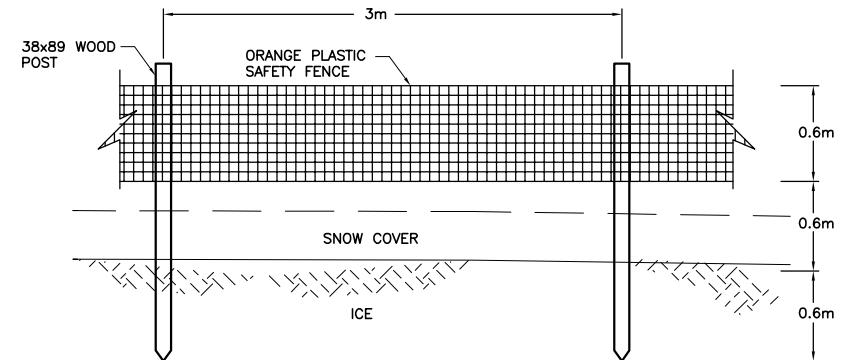 3m
38x89 WOOD
POST
ORANGE PLASTIC
SAFETY FENCE
0.6m
0.6m
SNOW COVER
ICE
0.6m